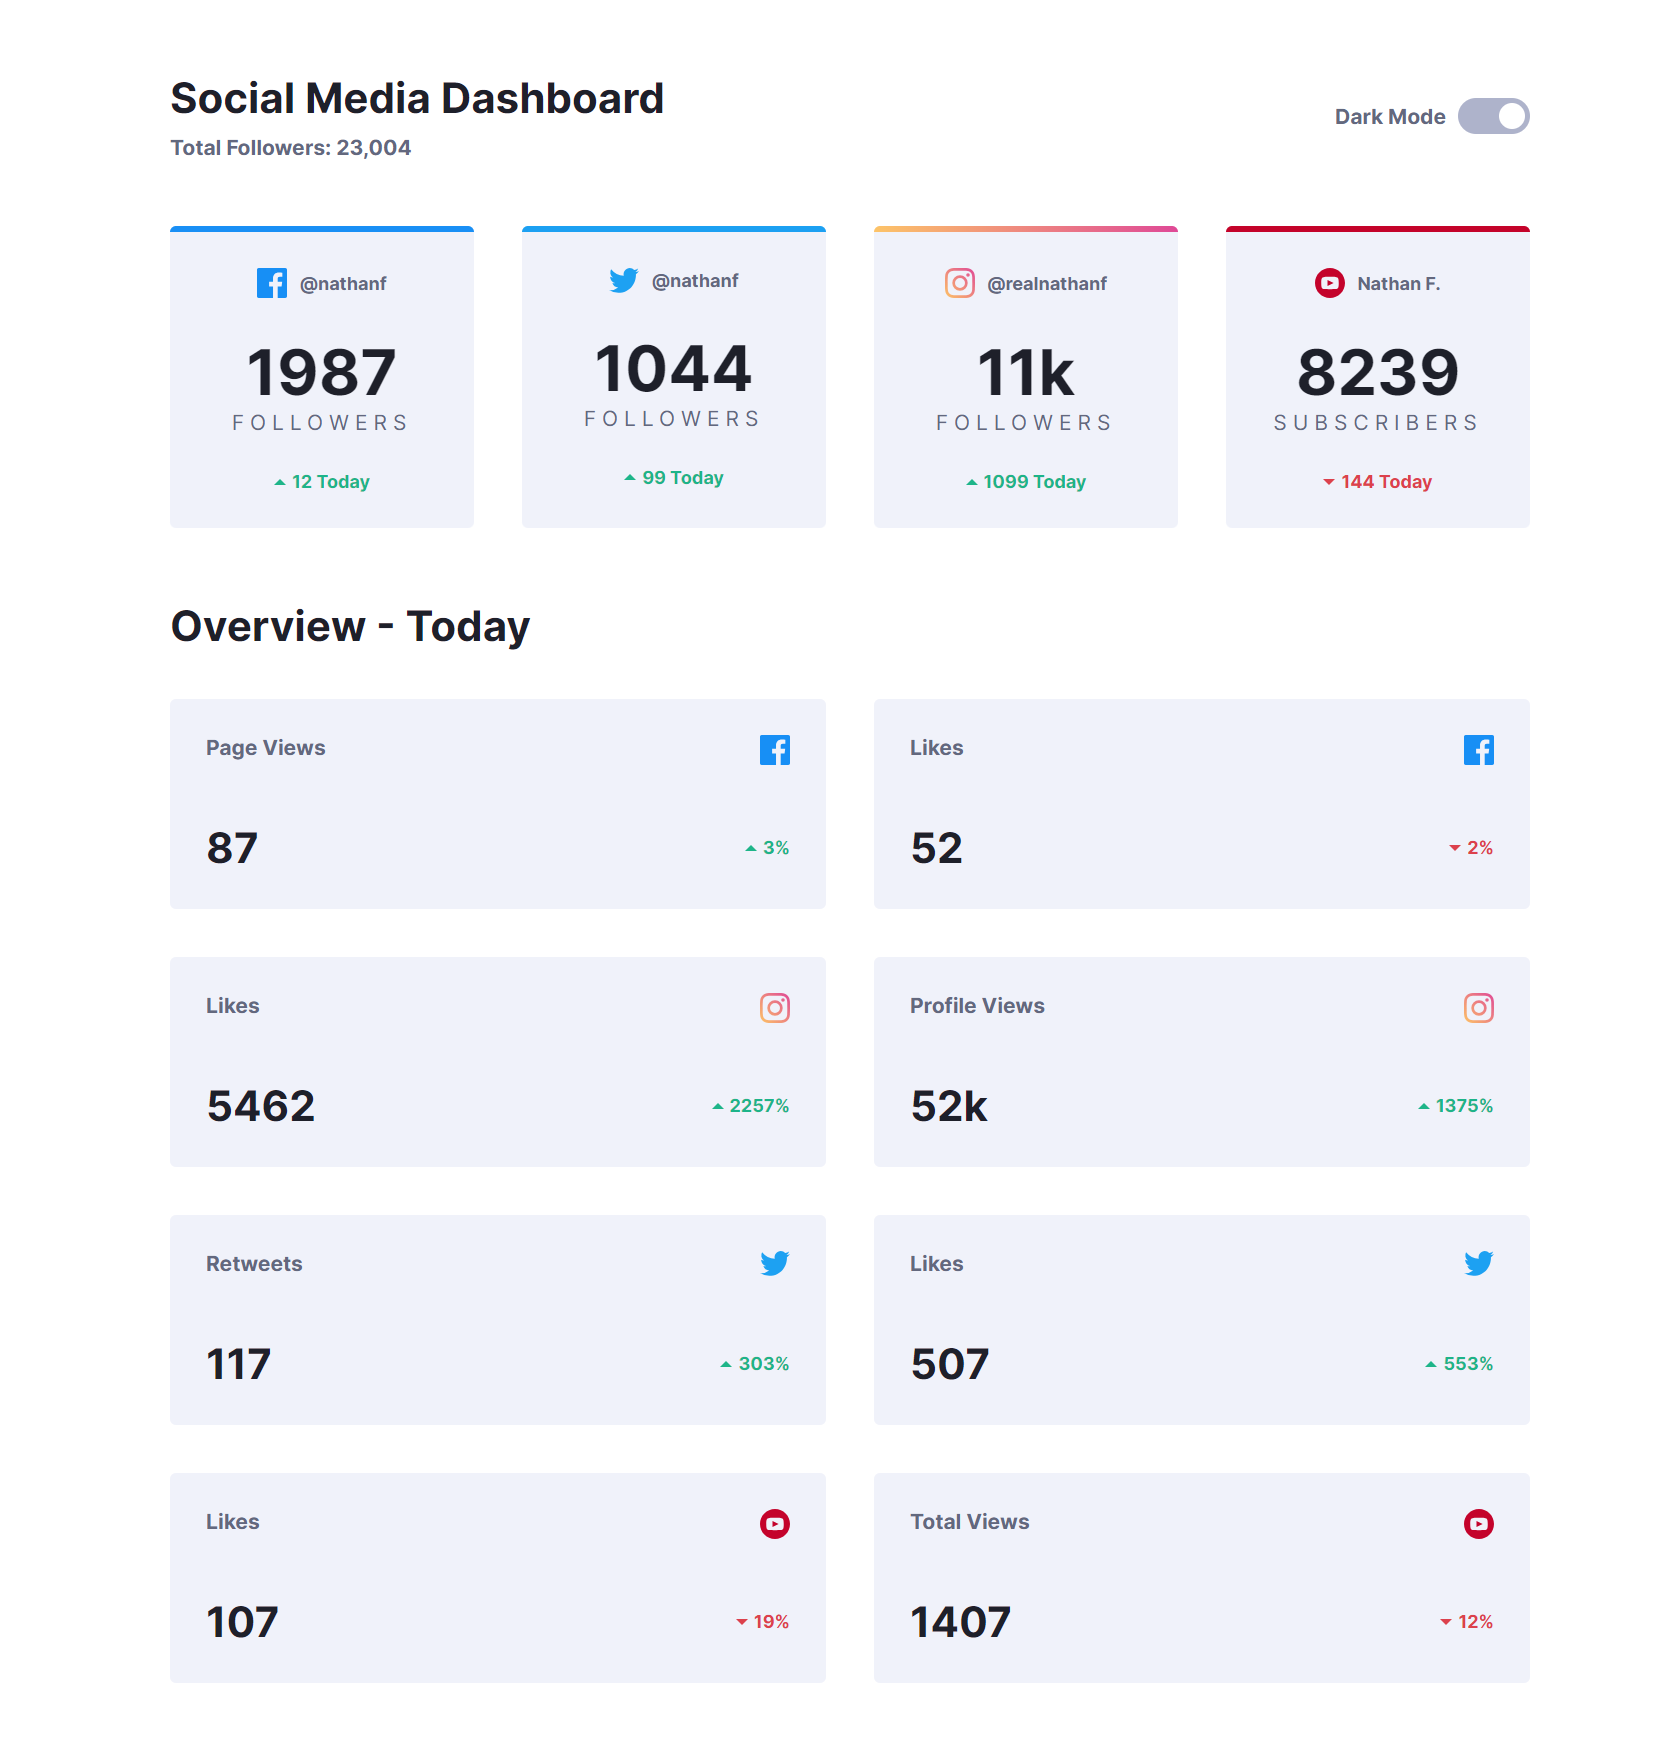 Social Media Dashboard
Total Followers: 23,004
Dark Mode
@nathanf
1987
FOLLOWERS
12 Today
@nathanf
1044
FOLLOWERS
99 Today
@realnathanf
11k
FOLLOWERS
1099 Today
Nathan F.
8239
SUBSCRIBERS
144 Today
Overview - Today
Page Views
87
3%
Likes
52
2%
Likes
5462
2257%
Profile Views
52k
1375%
Retweets
117
303%
Likes
507
553%
Likes
107
19%
Total Views
1407
12%